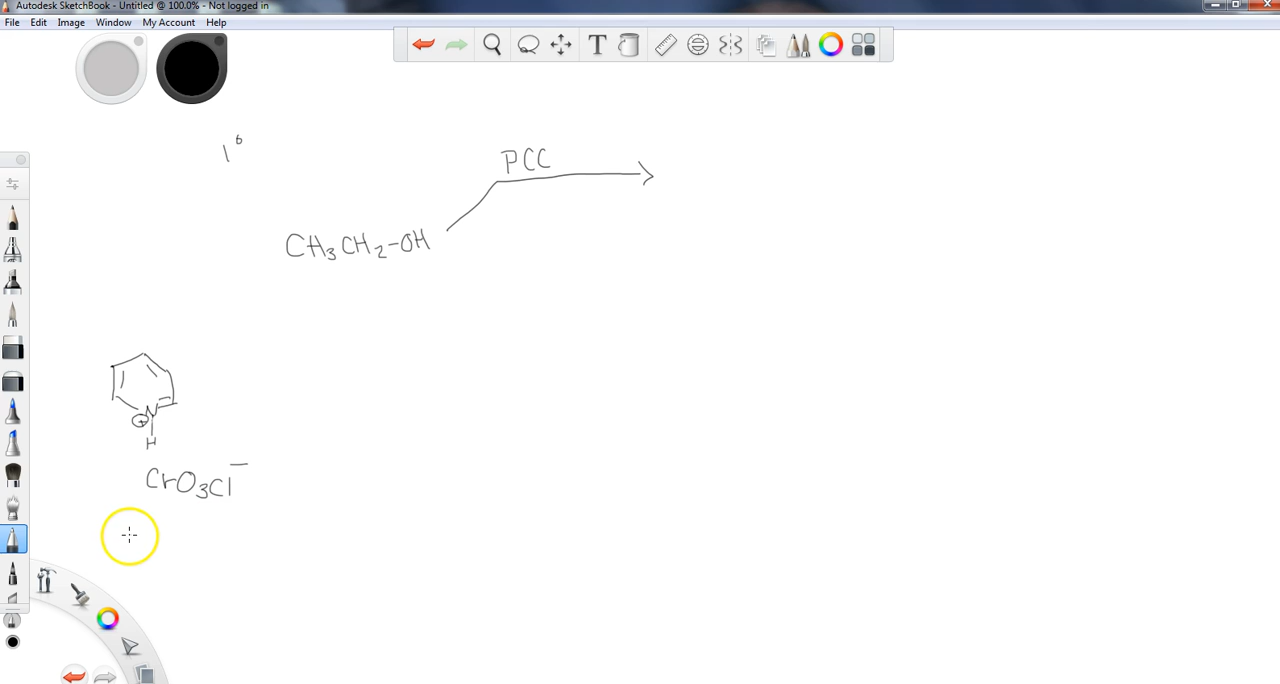 Autodesk SketchBook - Untitled @ 100.0% - Not logged in
File Edit Image Window My Account Help
T
1°
PCC
CH₃CH₂-OH
N
+
H
CrO₃Cl⁻